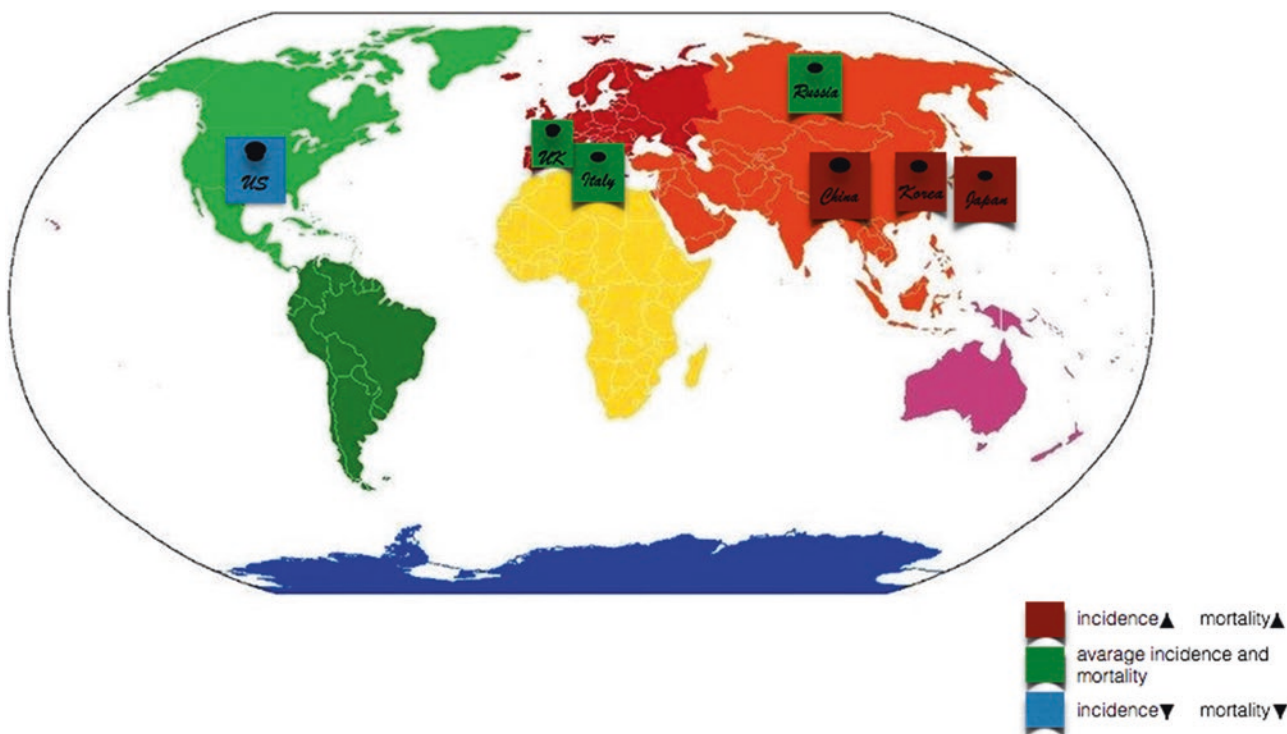 Russia
UK
US
Italy
China
Korea
Japan
incidence▲ mortality▲
avarage incidence and
mortality
incidence▼ mortality▼